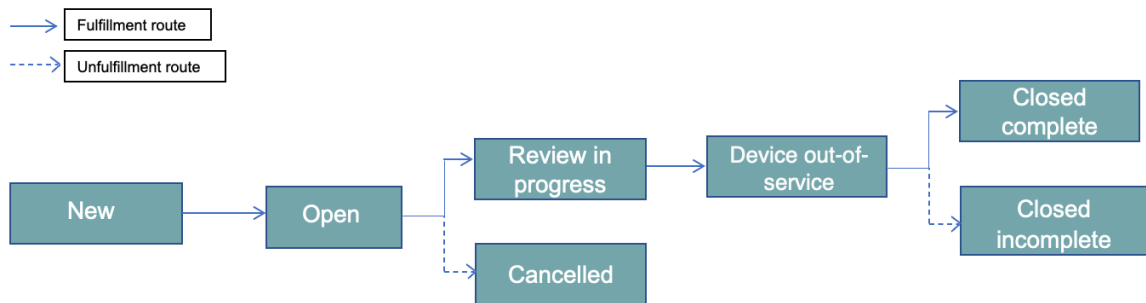 Fulfillment route
Unfulfillment route
New
Open
Review in
progress
Cancelled
Device out-of-
service
Closed
complete
Closed
incomplete